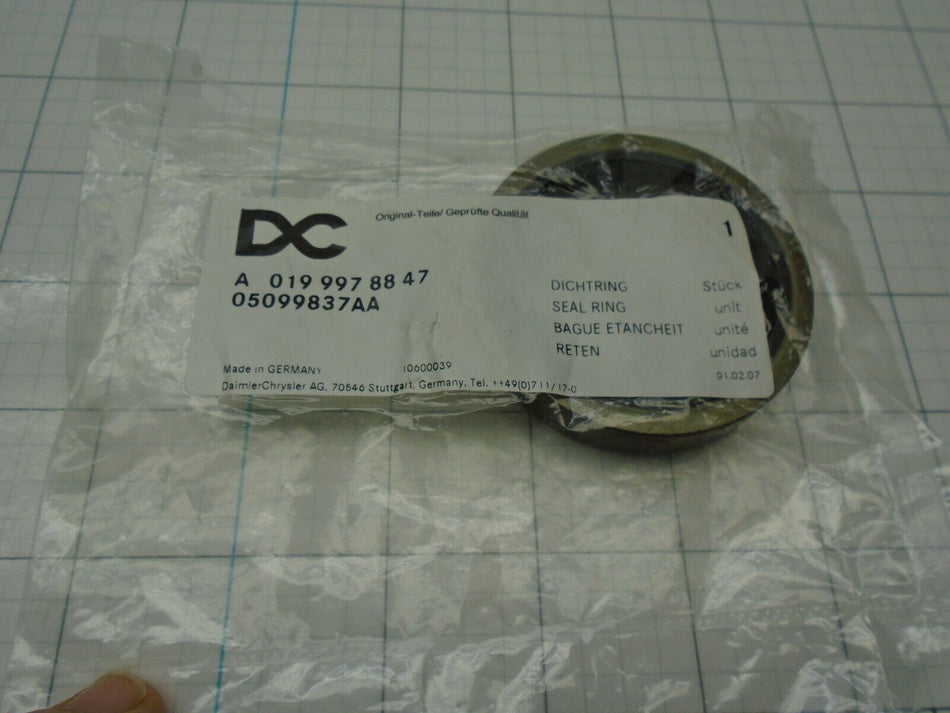 DC
Original-Teile/ Geprüfte Qualität
1
A 019 997 88 47
05099837AA
DICHTRING Stück
SEAL RING unit
BAGUE ETANCHEIT unité
RETEN unidad
Made in GERMANY 10600039
01.02.07
DaimlerChrysler AG, 70546 Stuttgart, Germany, Tel. ++49(0)711/17-0